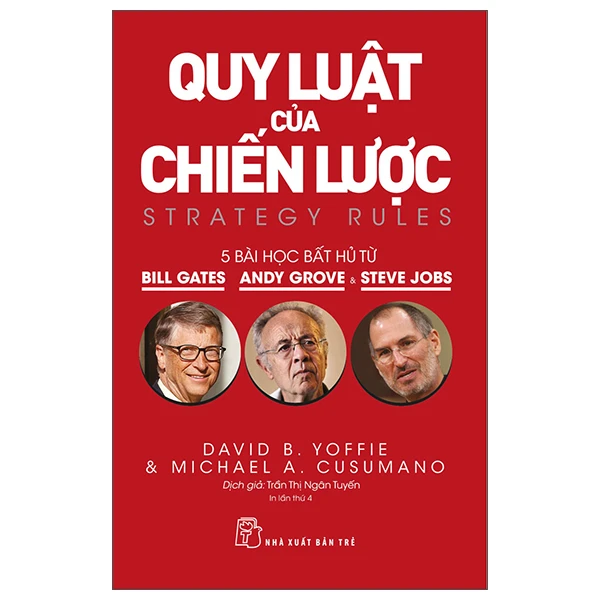 QUY LUẬT
CỦA
CHIẾN LƯỢC
STRATEGY RULES
5 BÀI HỌC BẤT HỦ TỪ
BILL GATES ANDY GROVE & STEVE JOBS
DAVID B. YOFFIE
& MICHAEL A. CUSUMANO
Dịch giả: Trần Thị Ngân Tuyến
In lần thứ 4
NHÀ XUẤT BẢN TRẺ